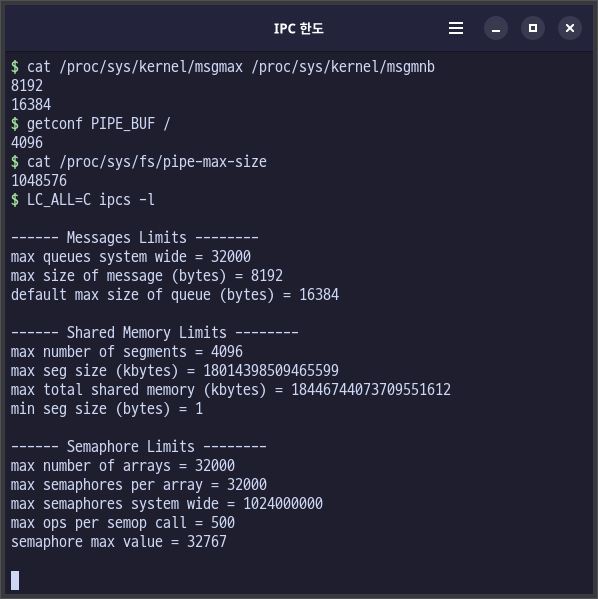 IPC 한도
$ cat /proc/sys/kernel/msgmax /proc/sys/kernel/msgmnb
8192
16384
$ getconf PIPE_BUF /
4096
$ cat /proc/sys/fs/pipe-max-size
1048576
$ LC_ALL=C ipcs -l

------ Messages Limits --------
max queues system wide = 32000
max size of message (bytes) = 8192
default max size of queue (bytes) = 16384

------ Shared Memory Limits --------
max number of segments = 4096
max seg size (kbytes) = 18014398509465599
max total shared memory (kbytes) = 18446744073709551612
min seg size (bytes) = 1

------ Semaphore Limits --------
max number of arrays = 32000
max semaphores per array = 32000
max semaphores system wide = 1024000000
max ops per semop call = 500
semaphore max value = 32767